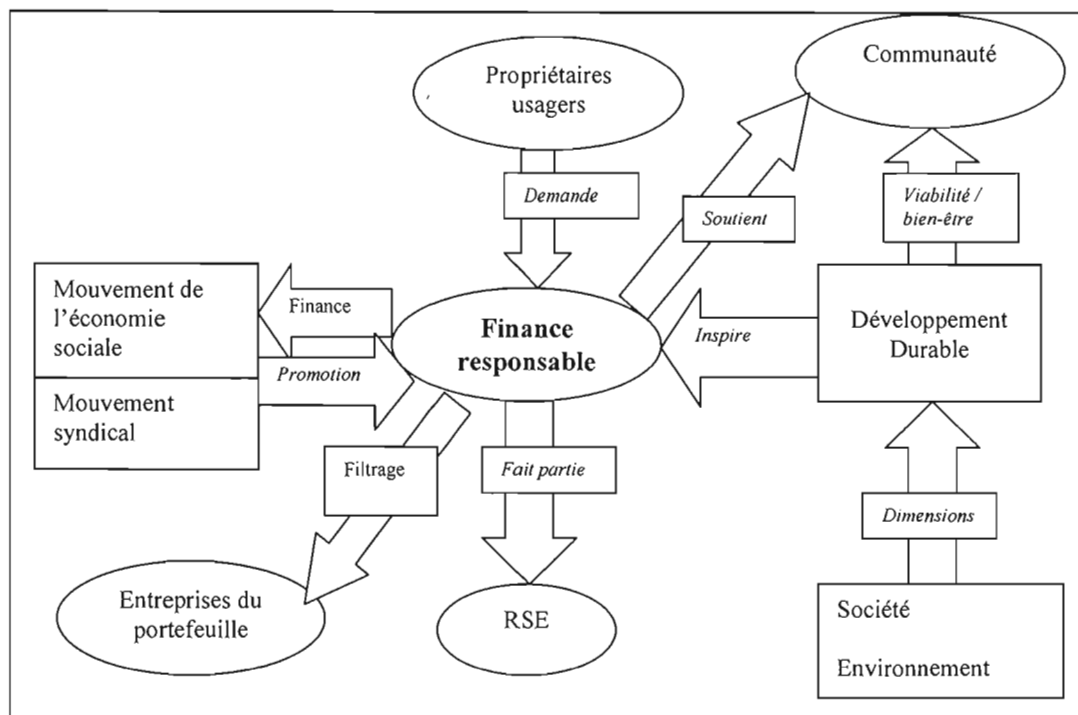 Propriétaires
usagers
Communauté
Demande
Soutient
Viabilité /
bien-être
Mouvement de
l'économie
sociale
Finance
Finance
responsable
Inspire
Développement
Durable
Promotion
Mouvement
syndical
Filtrage
Fait partie
Dimensions
Entreprises du
portefeuille
RSE
Société
Environnement